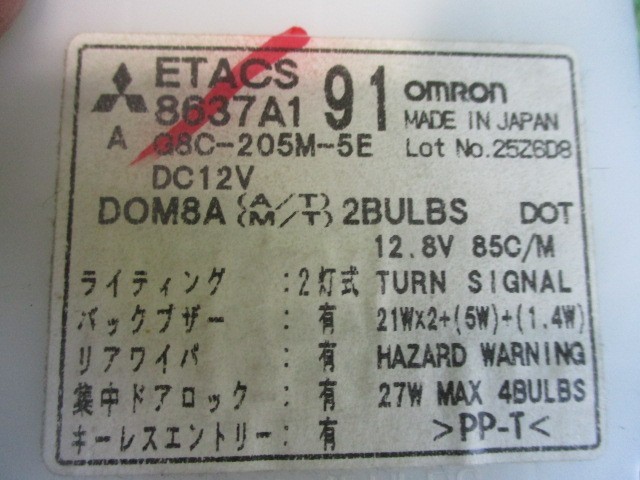 ETACS
8637A191
omron
MADE IN JAPAN
A G8C-205M-5E
Lot No.25Z6D8
DC12V
DOM8A (A/T) (M/T) 2BULBS DOT
12.8V 85C/M
ライティング : 2灯式 TURN SIGNAL
バックブザー : 有 21W×2+(5W)+(1.4W)
リアワイパ : 有 HAZARD WARNING
集中ドアロック : 有 27W MAX 4BULBS
キーレスエントリー : 有 >PP-T<